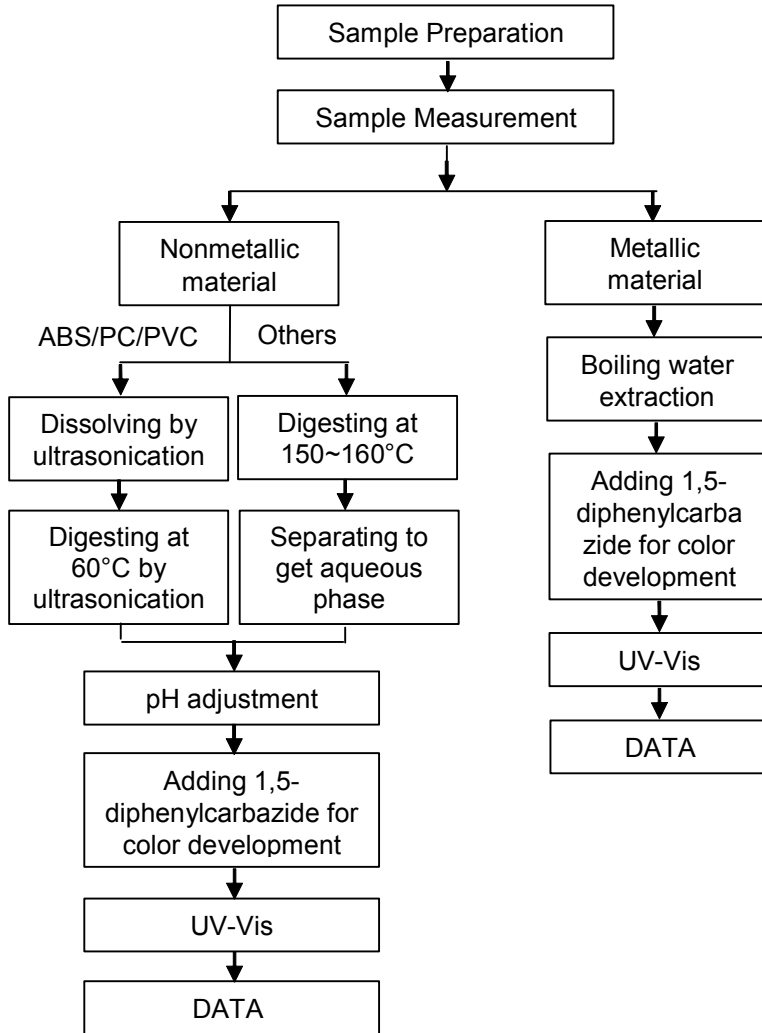 Sample Preparation
Sample Measurement
Nonmetallic
material
Metallic
material
ABS/PC/PVC
Others
Boiling water
extraction
Dissolving by
ultrasonication
Digesting at
150~160°C
Adding 1,5-
diphenylcarba
zide for color
development
Digesting at
60°C by
ultrasonication
Separating to
get aqueous
phase
UV-Vis
pH adjustment
DATA
Adding 1,5-
diphenylcarbazide for
color development
UV-Vis
DATA